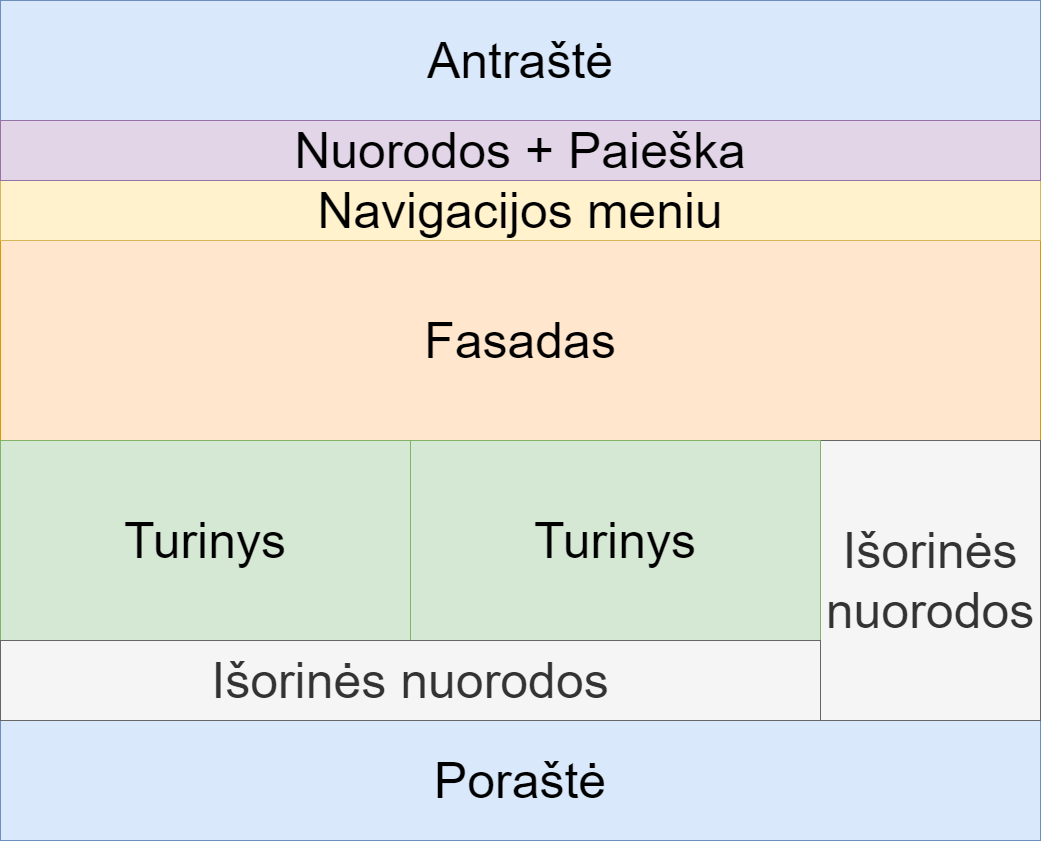 Antraštė
Nuorodos + Paieška
Navigacijos meniu
Fasadas
Turinys
Turinys
Išorinės
nuorodos
Išorinės nuorodos
Poraštė